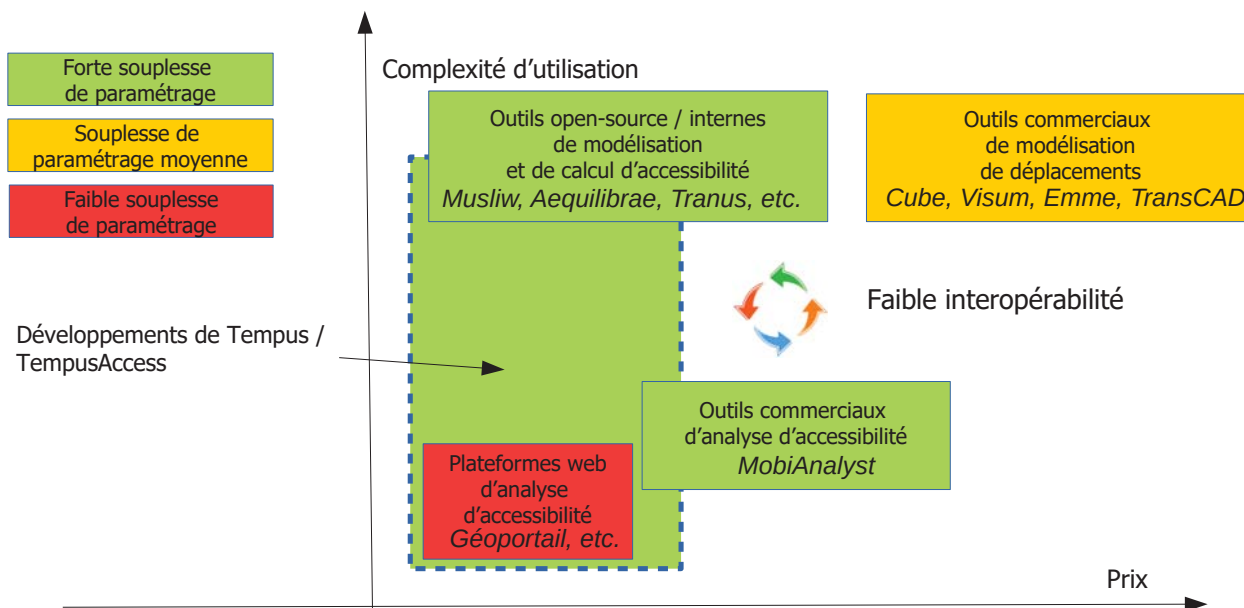 Forte souplesse
de paramétrage
Souplesse de
paramétrage moyenne
Faible souplesse
de paramétrage
Complexité d'utilisation
Outils open-source / internes
de modélisation
et de calcul d'accessibilité
Musliw, Aequilibrae, Tranus, etc.
Outils commerciaux
de modélisation
de déplacements
Cube, Visum, Emme, TransCAD
Faible interopérabilité
Développements de Tempus /
TempusAccess
Outils commerciaux
d'analyse d'accessibilité
MobiAnalyst
Plateformes web
d'analyse
d'accessibilité
Géoportail, etc.
Prix